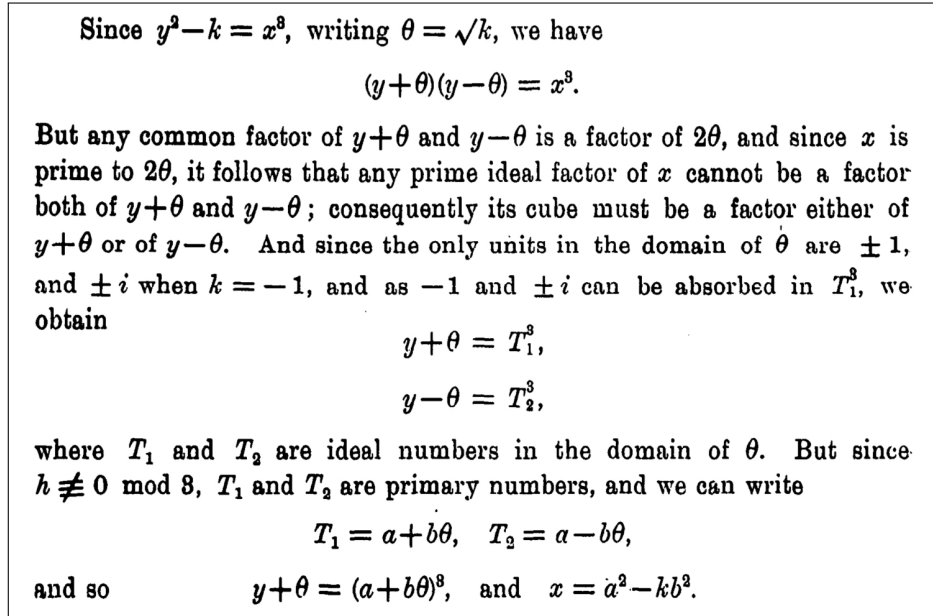 Since y² − k = x³, writing θ = √k, we have
(y+θ)(y−θ) = x³.
But any common factor of y+θ and y−θ is a factor of 2θ, and since x is
prime to 2θ, it follows that any prime ideal factor of x cannot be a factor
both of y+θ and y−θ; consequently its cube must be a factor either of
y+θ or of y−θ. And since the only units in the domain of θ are ± 1,
and ± i when k = −1, and as −1 and ± i can be absorbed in T₁³, we
obtain
y+θ = T₁³,
y−θ = T₂³,
where T₁ and T₂ are ideal numbers in the domain of θ. But since
h ≢ 0 mod 3, T₁ and T₂ are primary numbers, and we can write
T₁ = a+bθ, T₂ = a−bθ,
and so y+θ = (a+bθ)³, and x = a²−kb².